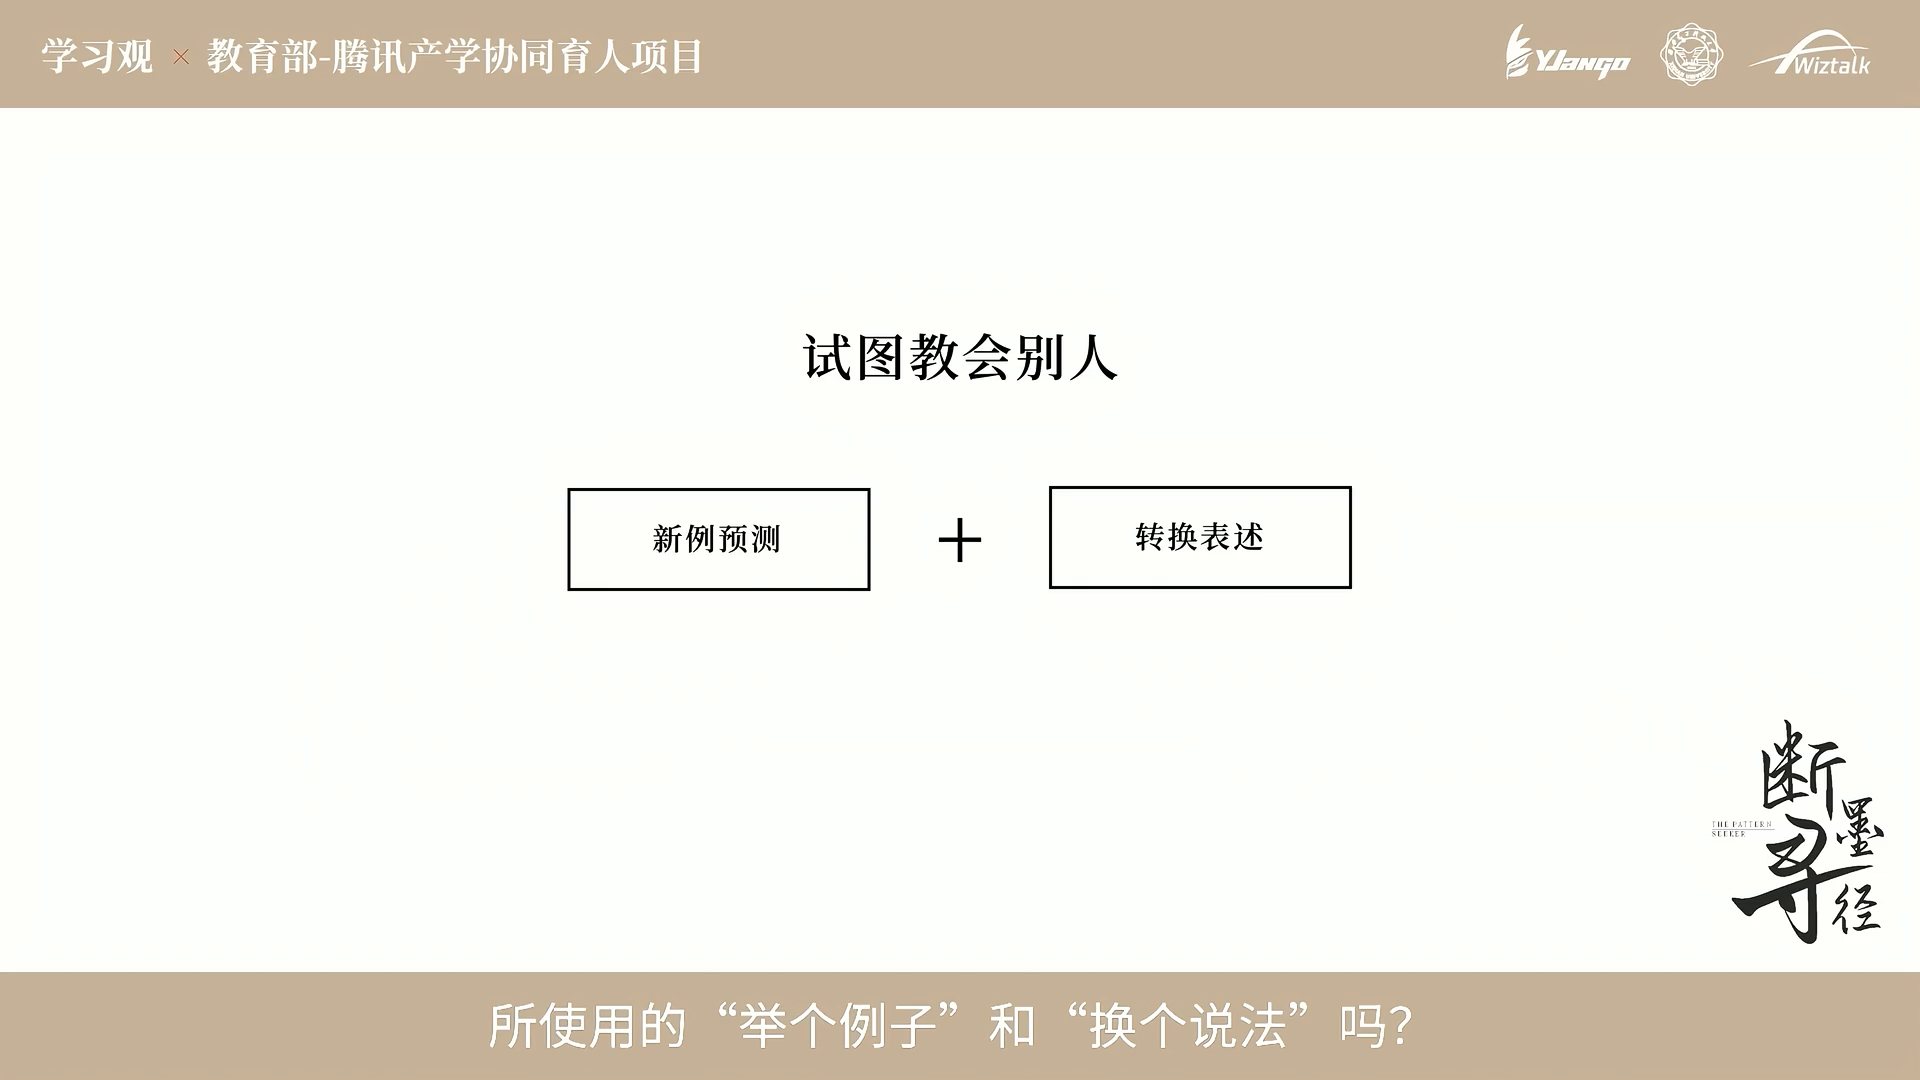 学习观 × 教育部-腾讯产学协同育人项目
YJango
Wiztalk
试图教会别人
新例预测 + 转换表述
断墨寻径
THE PATTERN
SEEKER
所使用的“举个例子”和“换个说法”吗？